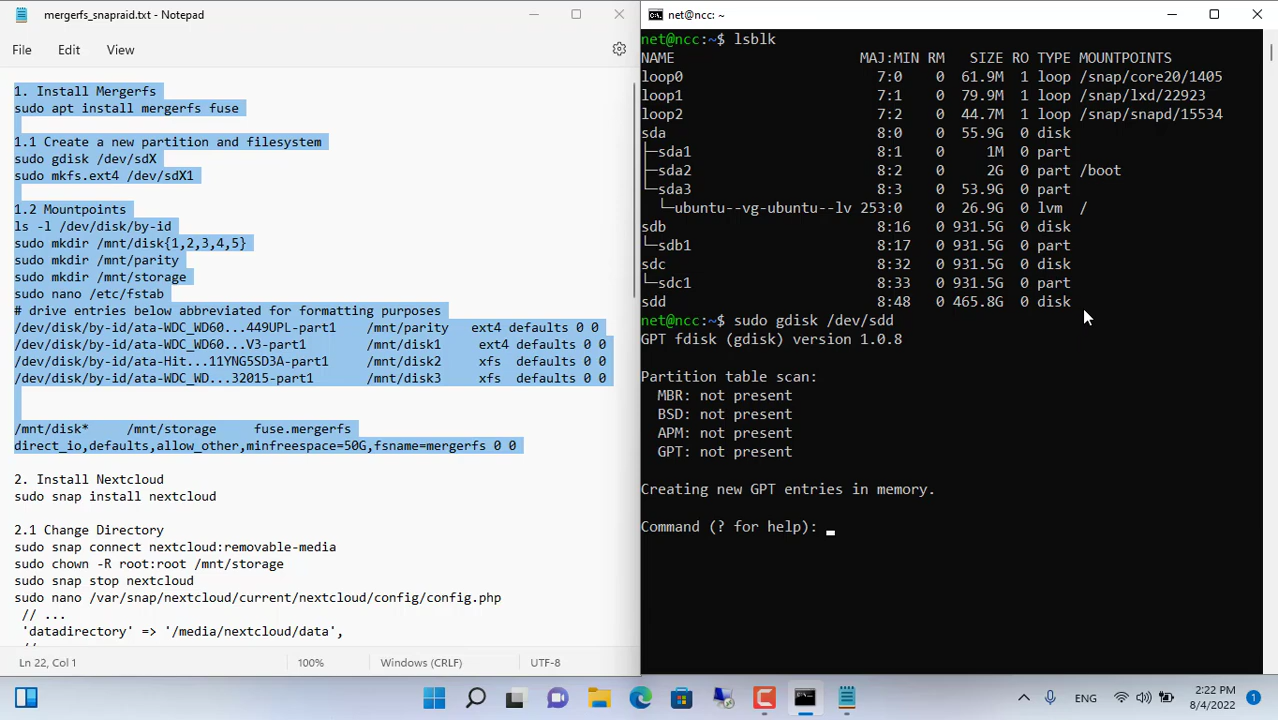 mergerfs_snapraid.txt - Notepad
File Edit View
1. Install Mergerfs
sudo apt install mergerfs fuse
1.1 Create a new partition and filesystem
sudo gdisk /dev/sdX
sudo mkfs.ext4 /dev/sdX1
1.2 Mountpoints
ls -l /dev/disk/by-id
sudo mkdir /mnt/disk{1,2,3,4,5}
sudo mkdir /mnt/parity
sudo mkdir /mnt/storage
sudo nano /etc/fstab
# drive entries below abbreviated for formatting purposes
/dev/disk/by-id/ata-WDC_WD60...449UPL-part1 /mnt/parity ext4 defaults 0 0
/dev/disk/by-id/ata-WDC_WD60...V3-part1 /mnt/disk1 ext4 defaults 0 0
/dev/disk/by-id/ata-Hit...11YNG5SD3A-part1 /mnt/disk2 xfs defaults 0 0
/dev/disk/by-id/ata-WDC_WD...32015-part1 /mnt/disk3 xfs defaults 0 0
/mnt/disk* /mnt/storage fuse.mergerfs
direct_io,defaults,allow_other,minfreespace=50G,fsname=mergerfs 0 0
2. Install Nextcloud
sudo snap install nextcloud
2.1 Change Directory
sudo snap connect nextcloud:removable-media
sudo chown -R root:root /mnt/storage
sudo snap stop nextcloud
sudo nano /var/snap/nextcloud/current/nextcloud/config/config.php
// ...
'datadirectory' => '/media/nextcloud/data',
Ln 22, Col 1 100% Windows (CRLF) UTF-8
net@ncc: ~
net@ncc:~$ lsblk
NAME MAJ:MIN RM SIZE RO TYPE MOUNTPOINTS
loop0 7:0 0 61.9M 1 loop /snap/core20/1405
loop1 7:1 0 79.9M 1 loop /snap/lxd/22923
loop2 7:2 0 44.7M 1 loop /snap/snapd/15534
sda 8:0 0 55.9G 0 disk
├─sda1 8:1 0 1M 0 part
├─sda2 8:2 0 2G 0 part /boot
└─sda3 8:3 0 53.9G 0 part
└─ubuntu--vg-ubuntu--lv 253:0 0 26.9G 0 lvm /
sdb 8:16 0 931.5G 0 disk
└─sdb1 8:17 0 931.5G 0 part
sdc 8:32 0 931.5G 0 disk
└─sdc1 8:33 0 931.5G 0 part
sdd 8:48 0 465.8G 0 disk
net@ncc:~$ sudo gdisk /dev/sdd
GPT fdisk (gdisk) version 1.0.8
Partition table scan:
MBR: not present
BSD: not present
APM: not present
GPT: not present
Creating new GPT entries in memory.
Command (? for help):
ENG
2:22 PM
8/4/2022
1